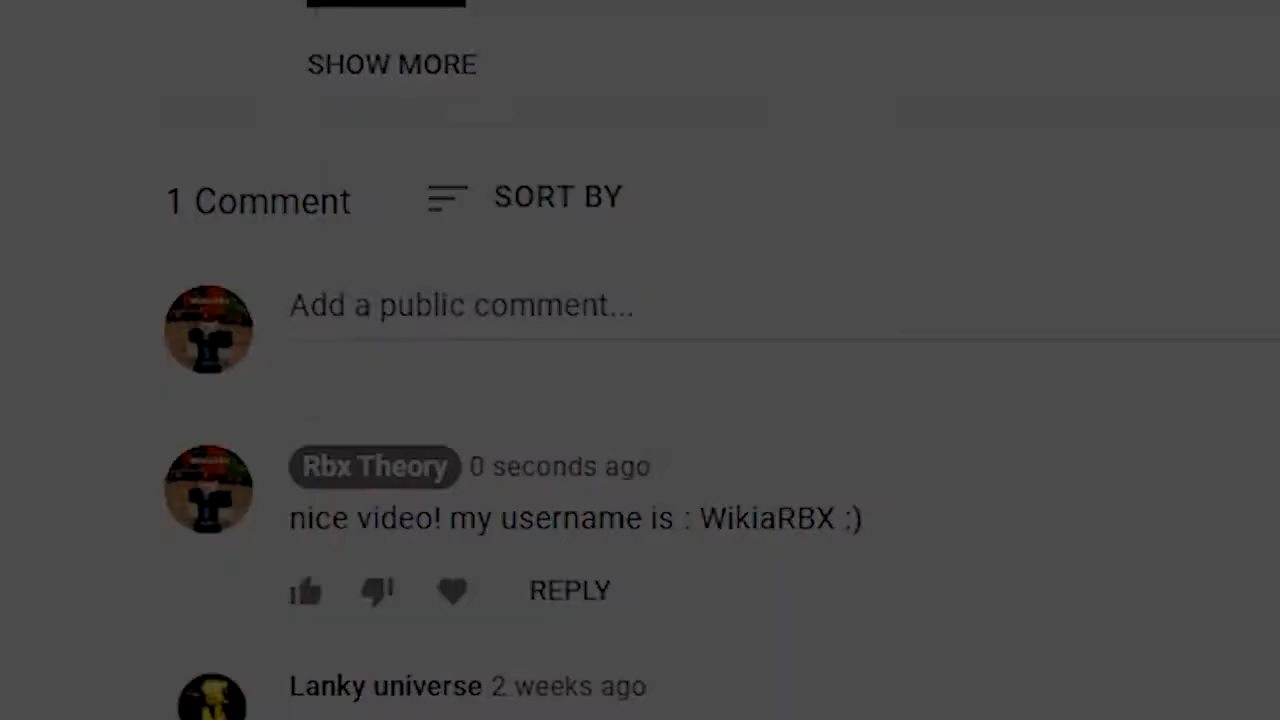 SHOW MORE
1 Comment
SORT BY
Add a public comment...
Rbx Theory 0 seconds ago
nice video! my username is : WikiaRBX :)
REPLY
Lanky universe 2 weeks ago